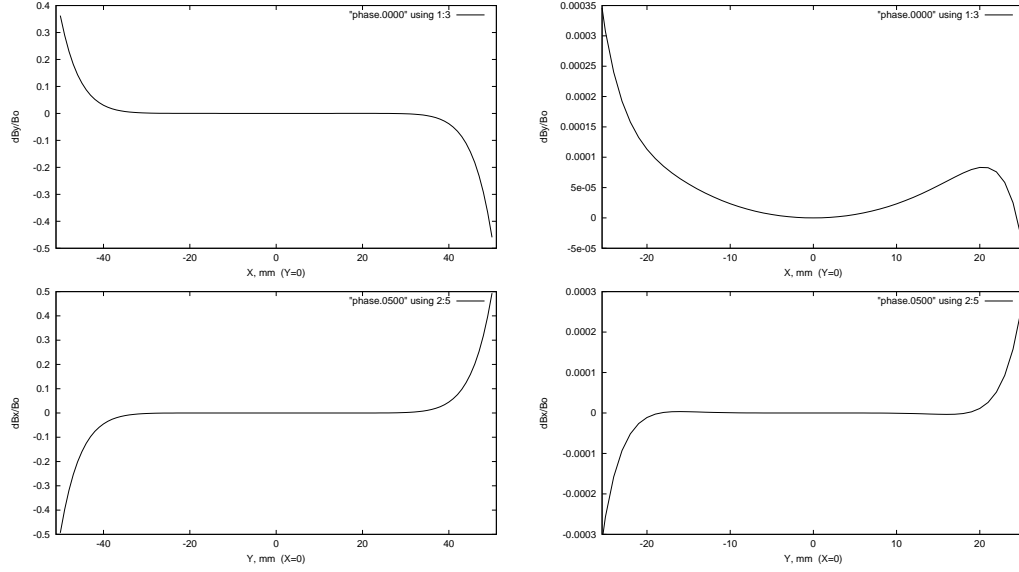 0.4
0.3
0.2
0.1
0
-0.1
-0.2
-0.3
-0.4
-0.5
-40 -20 0 20 40
dBy/Bo
X, mm (Y=0)
"phase.0000" using 1:3
0.00035
0.0003
0.00025
0.0002
0.00015
0.0001
5e-05
0
-5e-05
-20 -10 0 10 20
dBy/Bo
X, mm (Y=0)
"phase.0000" using 1:3
0.5
0.4
0.3
0.2
0.1
0
-0.1
-0.2
-0.3
-0.4
-0.5
-40 -20 0 20 40
dBx/Bo
Y, mm (X=0)
"phase.0500" using 2:5
0.0003
0.0002
0.0001
0
-0.0001
-0.0002
-0.0003
-20 -10 0 10 20
dBx/Bo
Y, mm (X=0)
"phase.0500" using 2:5